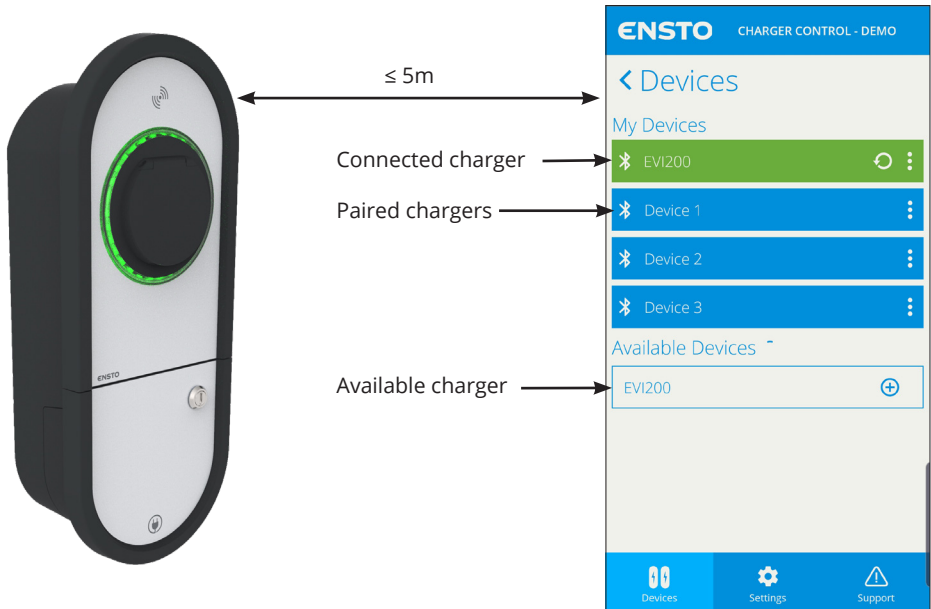 ENSTO
CHARGER CONTROL - DEMO
≤ 5m
Devices
My Devices
Connected charger
EVI200
Paired chargers
Device 1
Device 2
Device 3
Available Devices
Available charger
EVI200
ENSTO
Devices
Settings
Support